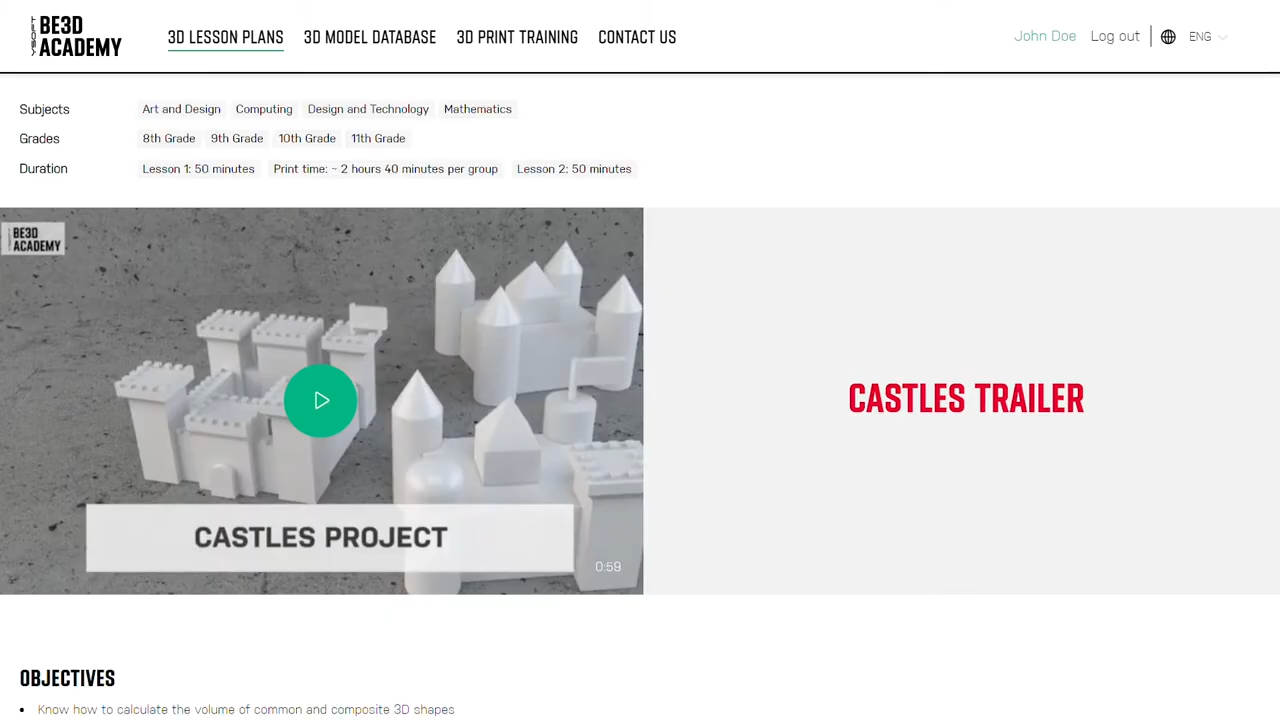 YSOFT BE3D ACADEMY
3D LESSON PLANS 3D MODEL DATABASE 3D PRINT TRAINING CONTACT US
John Doe Log out ENG
Subjects Art and Design Computing Design and Technology Mathematics
Grades 8th Grade 9th Grade 10th Grade 11th Grade
Duration Lesson 1: 50 minutes Print time: ~ 2 hours 40 minutes per group Lesson 2: 50 minutes
BE3D
ACADEMY
CASTLES PROJECT
0:59
CASTLES TRAILER
OBJECTIVES
• Know how to calculate the volume of common and composite 3D shapes